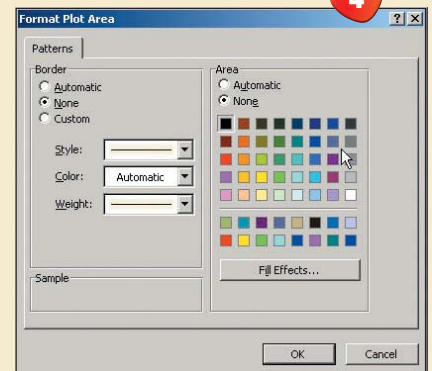 4
Format Plot Area
Patterns
Border
Automatic
None
Custom
Style:
Color:
Automatic
Weight:
Sample
Area
Automatic
None
Fill Effects...
OK
Cancel